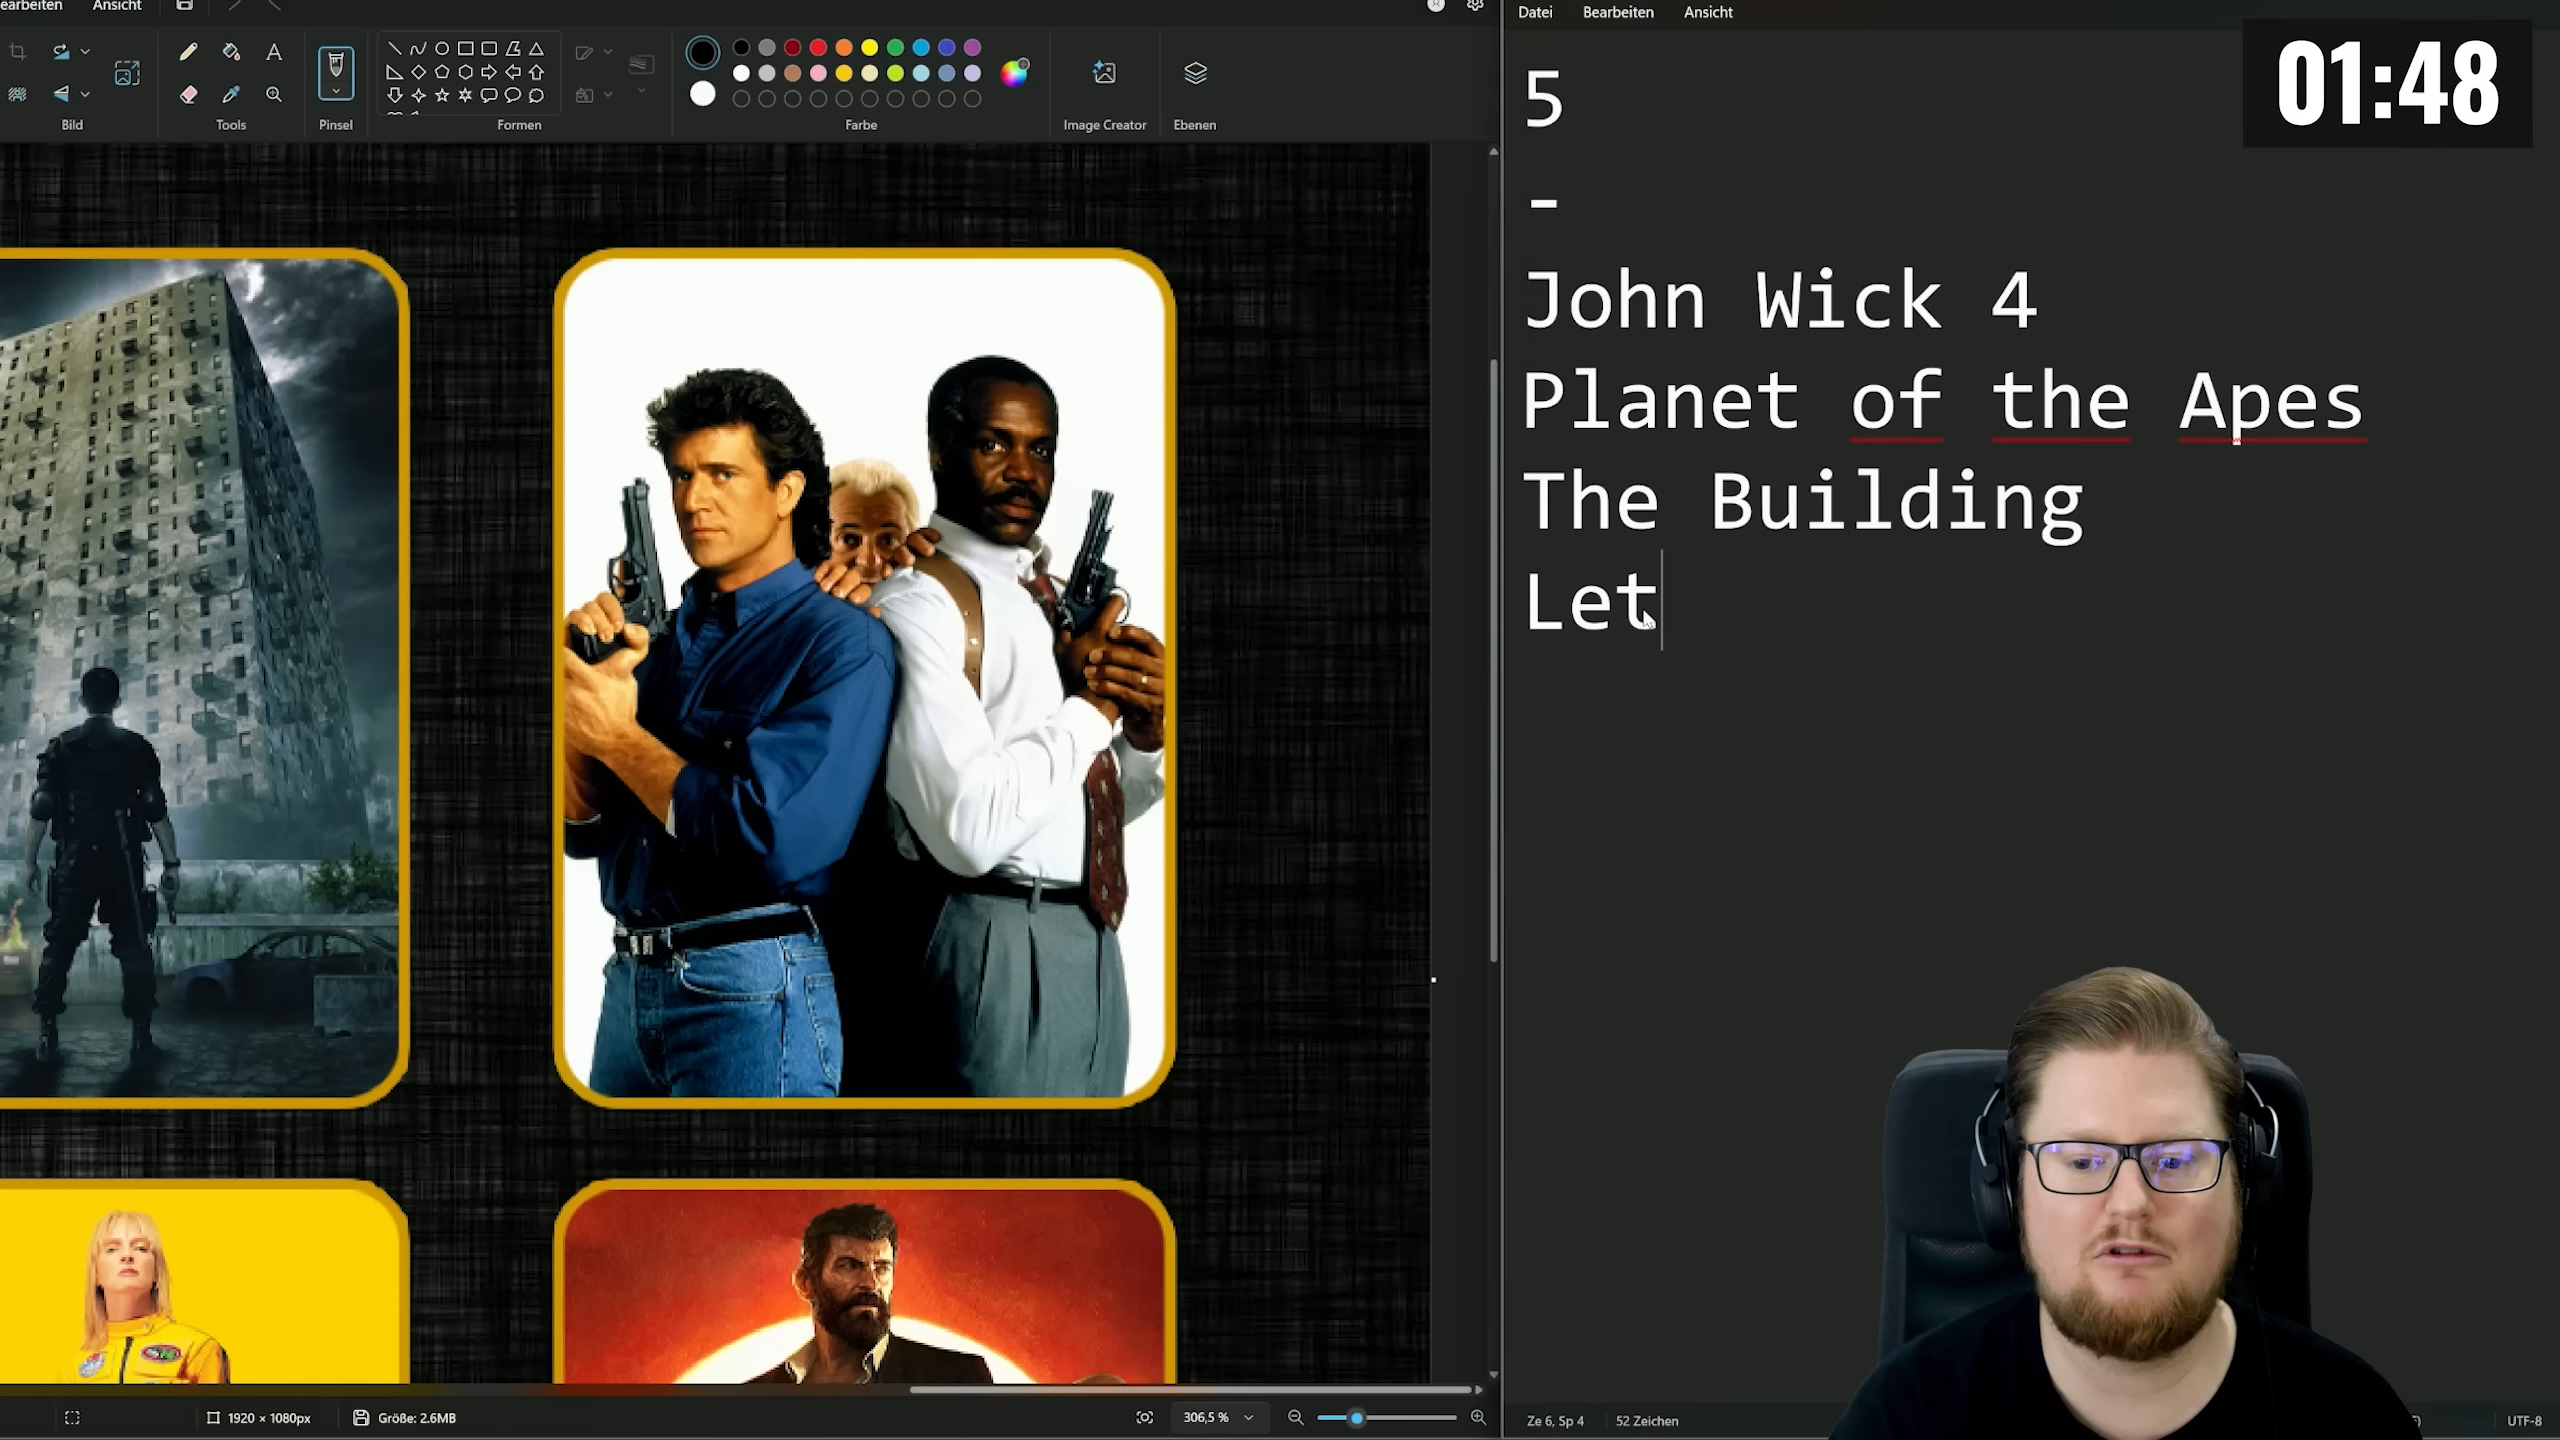 earbeiten Ansicht
Bild
Tools
Pinsel
Formen
Farbe
Image Creator
Ebenen
1920 × 1080px
Größe: 2.6MB
306,5 %
Datei Bearbeiten Ansicht
01:48
5
-
John Wick 4
Planet of the Apes
The Building
Let
Ze 6, Sp 4
52 Zeichen
UTF-8